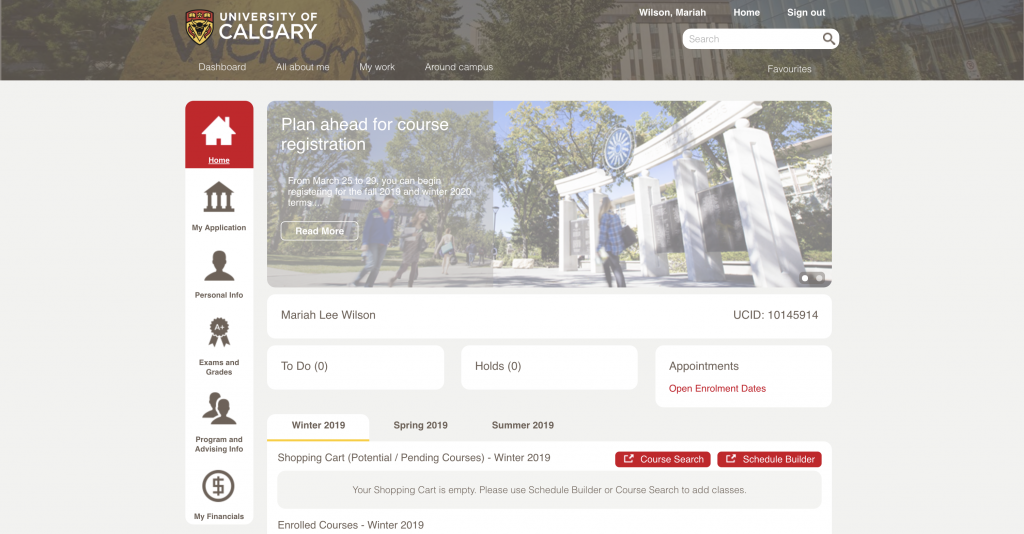 UNIVERSITY OF
CALGARY
Welcom
Wilson, Mariah
Home
Sign out
Search
Dashboard
All about me
My work
Around campus
Favourites
Home
My Application
Personal Info
A+
Exams and
Grades
Program and
Advising Info
$
My Financials
Plan ahead for course
registration
From March 25 to 29, you can begin
registering for the fall 2019 and winter 2020
terms...
Read More
Mariah Lee Wilson
UCID: 10145914
To Do (0)
Holds (0)
Appointments
Open Enrolment Dates
Winter 2019
Spring 2019
Summer 2019
Shopping Cart (Potential / Pending Courses) - Winter 2019
Course Search
Schedule Builder
Your Shopping Cart is empty. Please use Schedule Builder or Course Search to add classes.
Enrolled Courses - Winter 2019